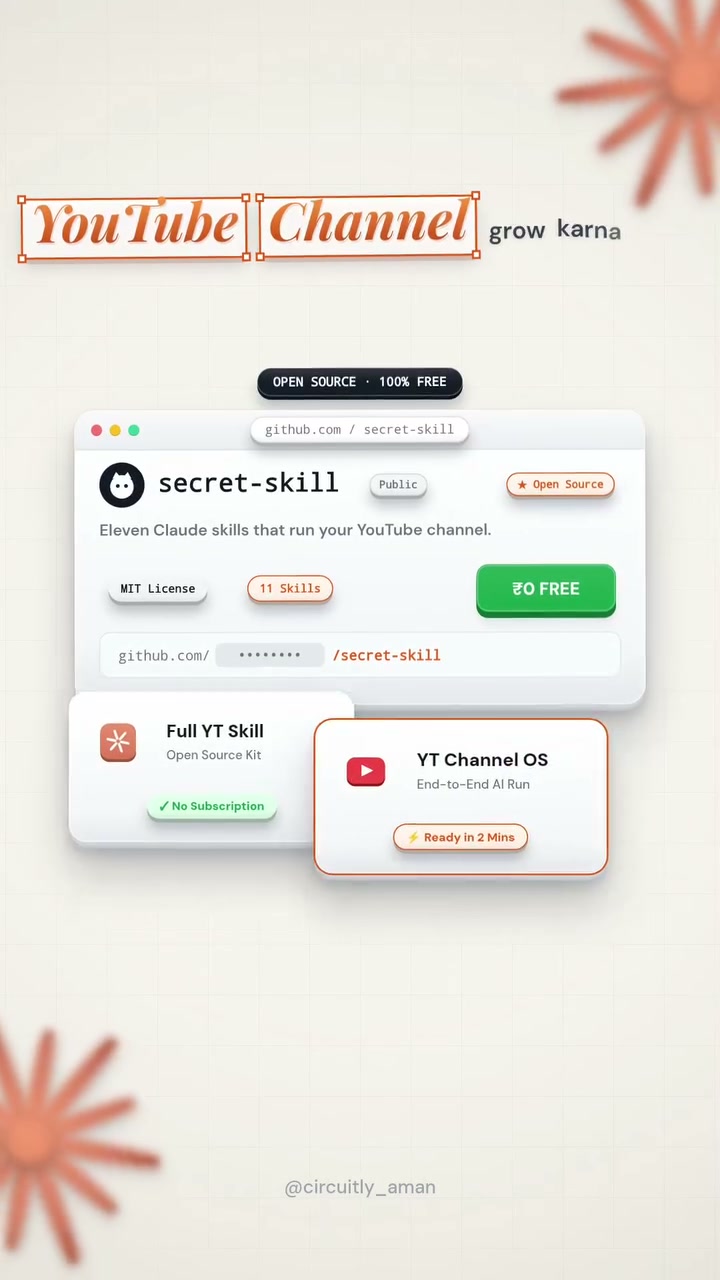 YouTube Channel grow karna
OPEN SOURCE · 100% FREE
github.com / secret-skill
secret-skill
Public
★ Open Source
Eleven Claude skills that run your YouTube channel.
MIT License
11 Skills
₹0 FREE
github.com/ •••••••• /secret-skill
Full YT Skill
Open Source Kit
✓ No Subscription
YT Channel OS
End-to-End AI Run
⚡ Ready in 2 Mins
@circuitly_aman